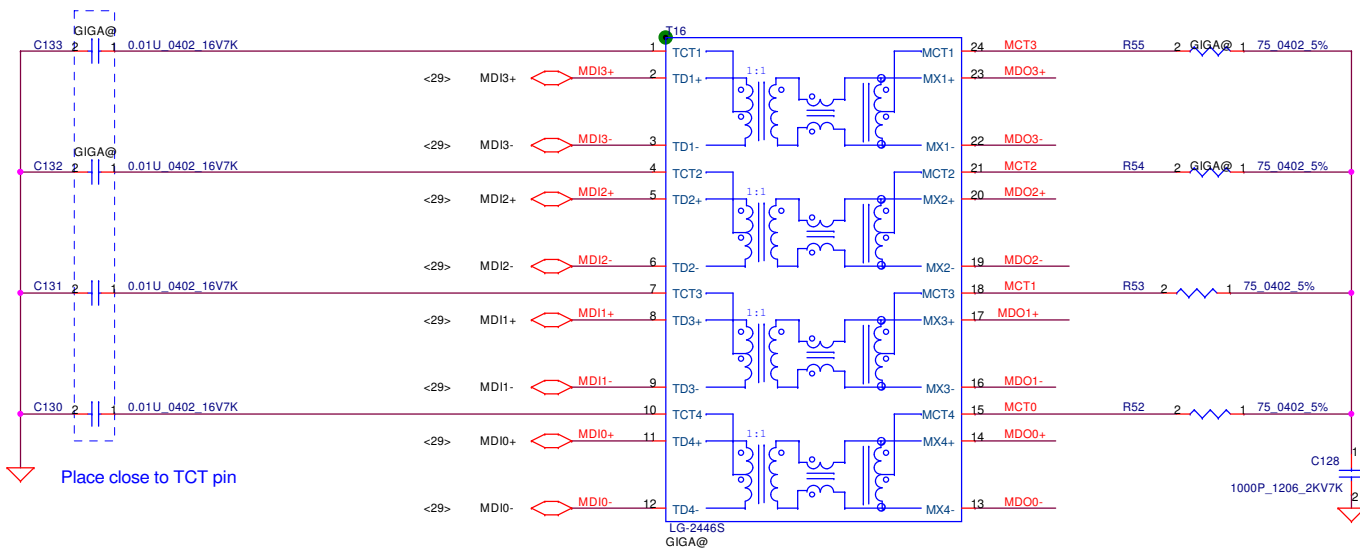 GIGA@
C133 2 1 0.01U_0402_16V7K
T16
1 TCT1 MCT1 24 MCT3 R55 2 GIGA@ 1 75_0402_5%
<29> MDI3+ MDI3+ 2 TD1+ 1:1 MX1+ 23 MDO3+
<29> MDI3- MDI3- 3 TD1- MX1- 22 MDO3-
GIGA@
C132 2 1 0.01U_0402_16V7K 4 TCT2 MCT2 21 MCT2 R54 2 GIGA@ 1 75_0402_5%
<29> MDI2+ MDI2+ 5 TD2+ 1:1 MX2+ 20 MDO2+
<29> MDI2- MDI2- 6 TD2- MX2- 19 MDO2-
C131 2 1 0.01U_0402_16V7K 7 TCT3 MCT3 18 MCT1 R53 2 1 75_0402_5%
<29> MDI1+ MDI1+ 8 TD3+ 1:1 MX3+ 17 MDO1+
<29> MDI1- MDI1- 9 TD3- MX3- 16 MDO1-
C130 2 1 0.01U_0402_16V7K 10 TCT4 MCT4 15 MCT0 R52 2 1 75_0402_5%
<29> MDI0+ MDI0+ 11 TD4+ 1:1 MX4+ 14 MDO0+
Place close to TCT pin
<29> MDI0- MDI0- 12 TD4- MX4- 13 MDO0-
LG-2446S
GIGA@
1
C128
1000P_1206_2KV7K
2